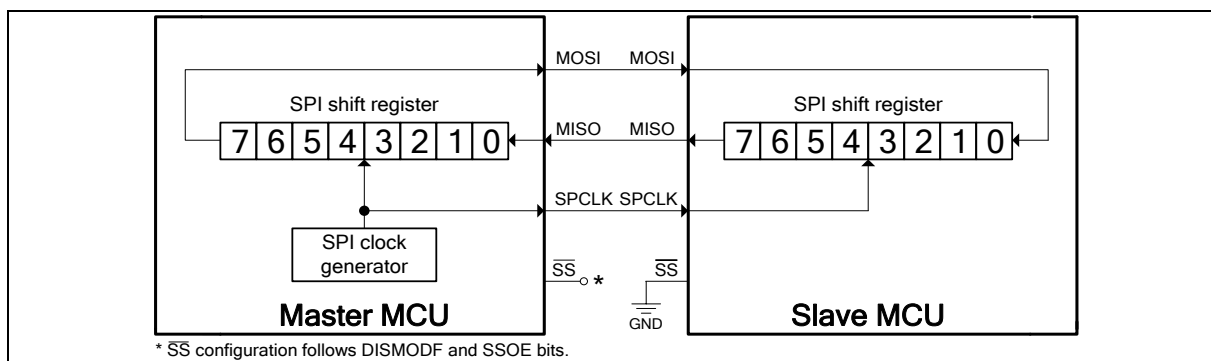 MOSI MOSI
SPI shift register SPI shift register
7 6 5 4 3 2 1 0 MISO MISO 7 6 5 4 3 2 1 0
SPCLK SPCLK
SPI clock
generator
SS * SS
GND
Master MCU Slave MCU
* SS configuration follows DISMODF and SSOE bits.